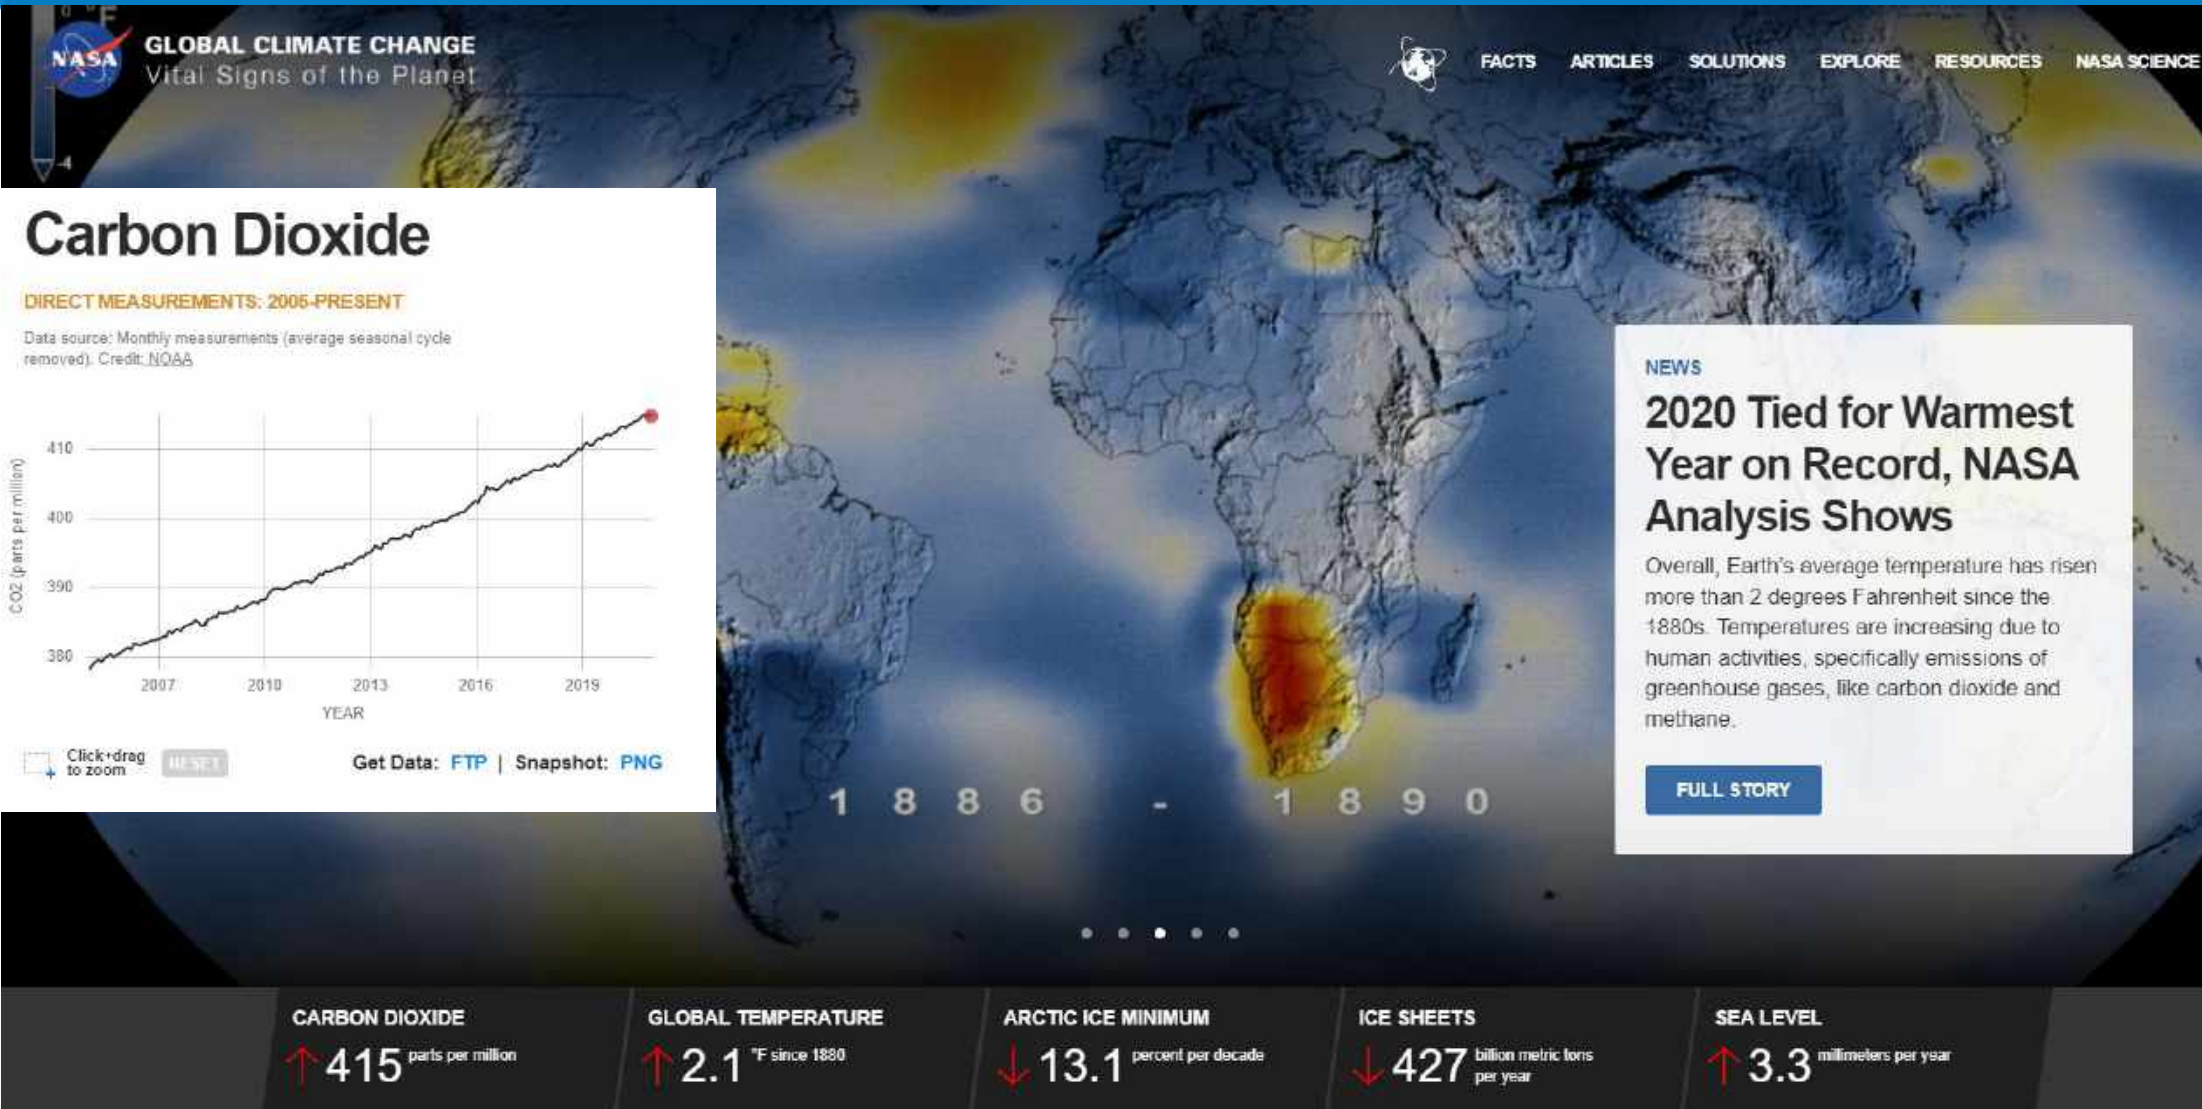 0 °F
NASA
GLOBAL CLIMATE CHANGE
Vital Signs of the Planet
FACTS ARTICLES SOLUTIONS EXPLORE RESOURCES NASA SCIENCE
-4
Carbon Dioxide
DIRECT MEASUREMENTS: 2005-PRESENT
Data source: Monthly measurements (average seasonal cycle
removed). Credit: NOAA
CO2 (parts per million)
410
400
390
380
2007 2010 2013 2016 2019
YEAR
Click+drag
to zoom
RESET
Get Data: FTP | Snapshot: PNG
NEWS
2020 Tied for Warmest
Year on Record, NASA
Analysis Shows
Overall, Earth's average temperature has risen
more than 2 degrees Fahrenheit since the
1880s. Temperatures are increasing due to
human activities, specifically emissions of
greenhouse gases, like carbon dioxide and
methane.
FULL STORY
1886 - 1890
CARBON DIOXIDE
415 parts per million
GLOBAL TEMPERATURE
2.1 °F since 1880
ARCTIC ICE MINIMUM
13.1 percent per decade
ICE SHEETS
427 billion metric tons
per year
SEA LEVEL
3.3 millimeters per year